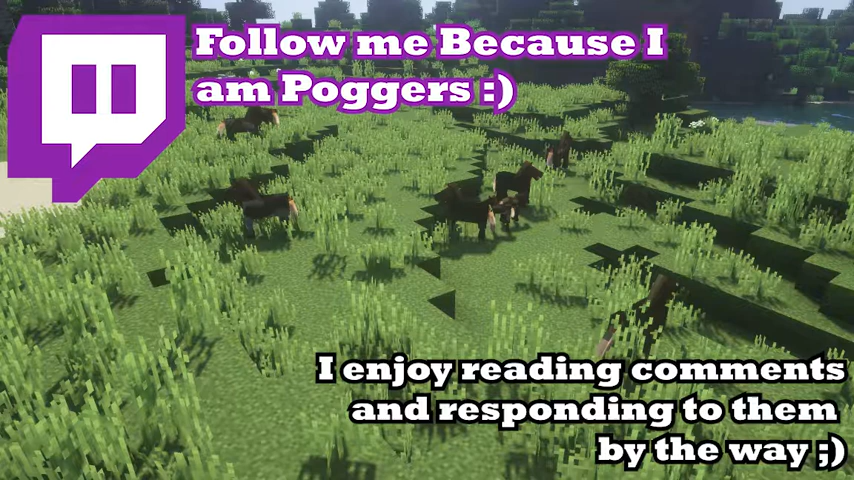 Follow me Because I
am Poggers :)
I enjoy reading comments
and responding to them
by the way ;)